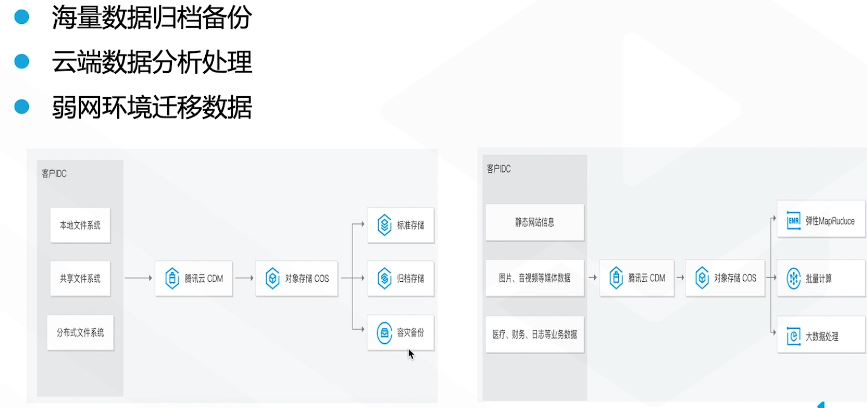 海量数据归档备份
云端数据分析处理
弱网环境迁移数据
客户IDC
本地文件系统
共享文件系统
分布式文件系统
腾讯云 CDM
对象存储 COS
标准存储
归档存储
容灾备份
客户IDC
静态网站信息
图片、音视频等媒体数据
医疗、财务、日志等业务数据
腾讯云 CDM
对象存储 COS
EMR
弹性MapRuduce
批量计算
大数据处理